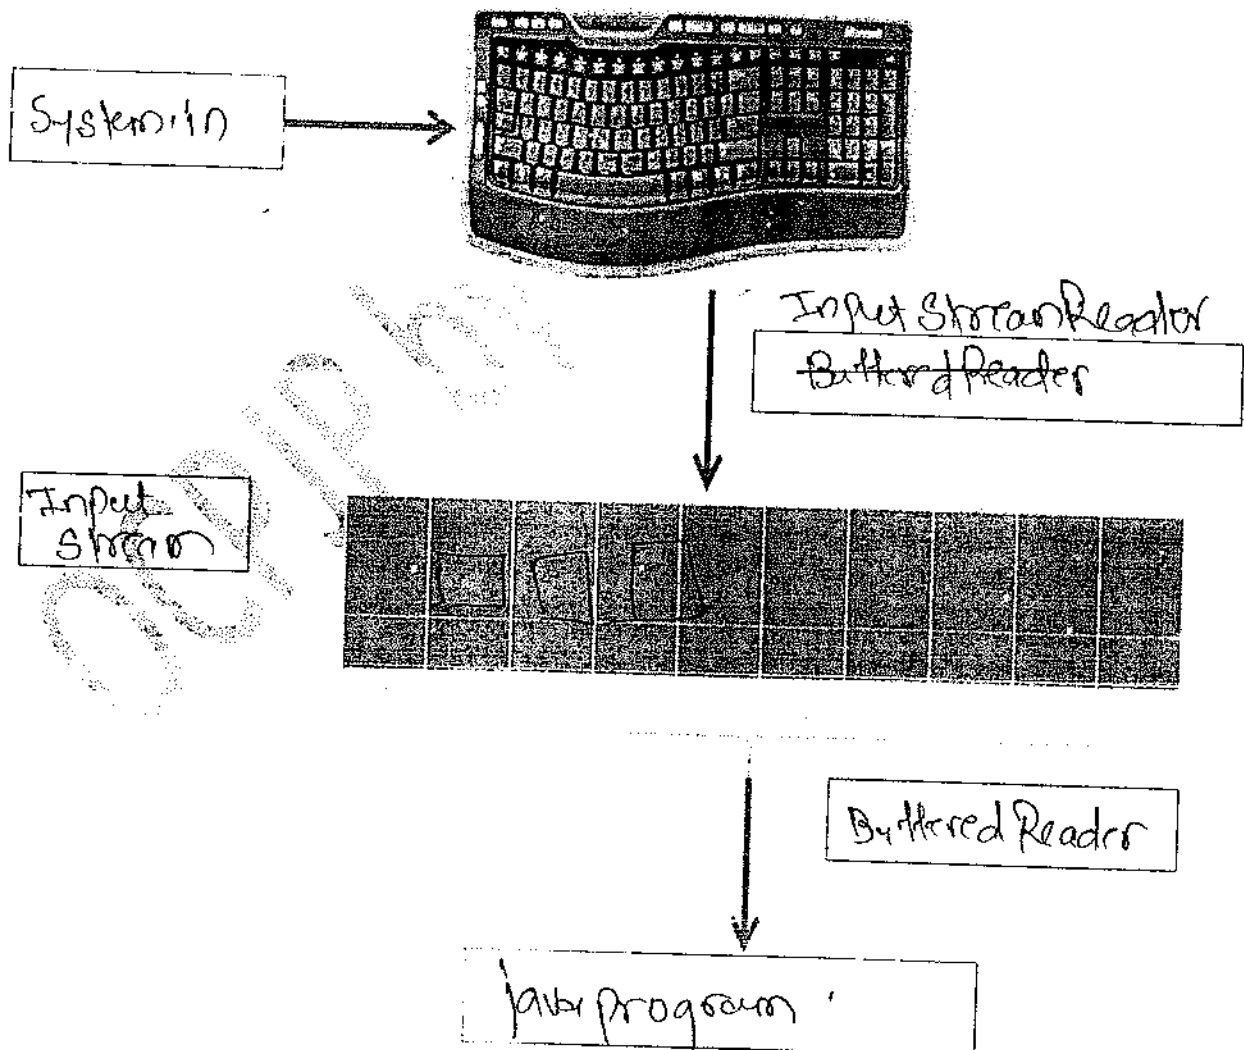 System.in
InputStreamReader
BufferedReader
Input
Stream
BufferedReader
java program